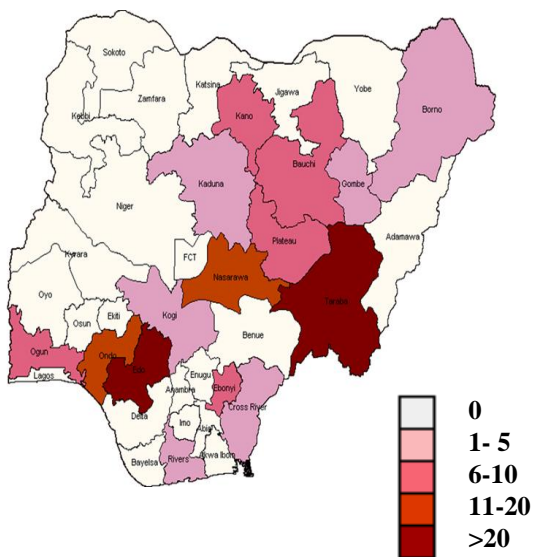 Sokoto
Katsina
Jigawa
Yobe
Zamfara
Kebbi
Kano
Borno
Bauchi
Kaduna
Gombe
Niger
Adamawa
Plateau
FCT
Kwara
Nasarawa
Taraba
Oyo
Kogi
Ekiti
Osun
Benue
Ogun
Ondo
Edo
Lagos
Enugu
Anambra
Ebonyi
Cross River
Delta
Imo
Abia
Akwa Ibom
Bayelsa
Rivers
0
1- 5
6-10
11-20
>20